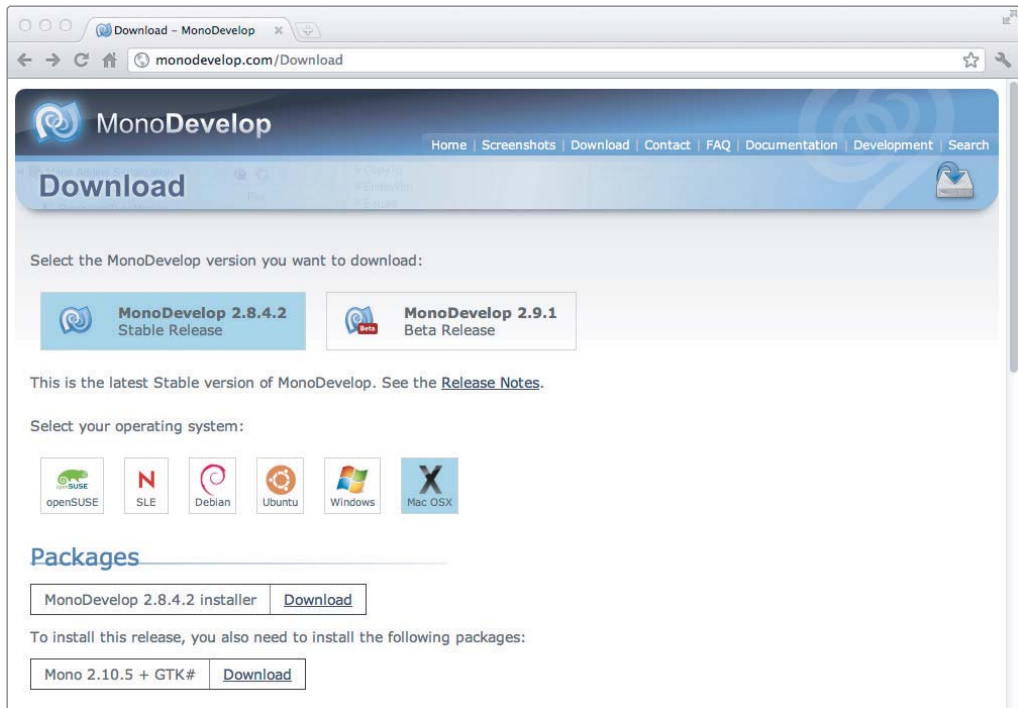 Download – MonoDevelop
monodevelop.com/Download
MonoDevelop
Home | Screenshots | Download | Contact | FAQ | Documentation | Development | Search
Download
Select the MonoDevelop version you want to download:
MonoDevelop 2.8.4.2
Stable Release
Beta
MonoDevelop 2.9.1
Beta Release
This is the latest Stable version of MonoDevelop. See the Release Notes.
Select your operating system:
openSUSE
openSUSE
N
SLE
Debian
Ubuntu
Windows
X
Mac OSX
Packages
MonoDevelop 2.8.4.2 installer Download
To install this release, you also need to install the following packages:
Mono 2.10.5 + GTK# Download